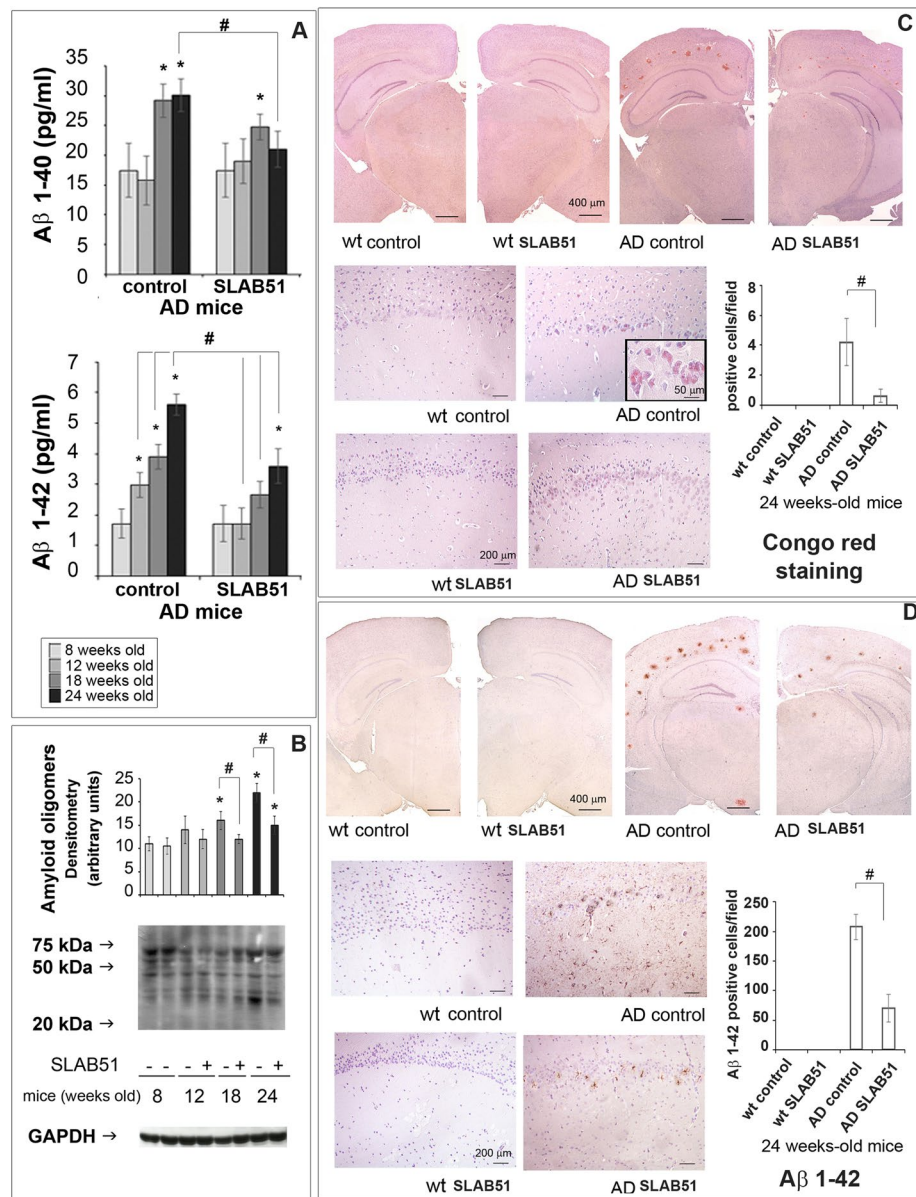 A
#
Aβ 1-40 (pg/ml)
35
30
25
20
15
10
5
0
* *
*
control SLAB51
AD mice
#
Aβ 1-42 (pg/ml)
7
6
5
4
3
2
1
0
* * *
*
control SLAB51
AD mice
8 weeks old
12 weeks old
18 weeks old
24 weeks old
B
Amyloid oligomers
Densitometry
(arbitrary units)
25
20
15
10
5
0
# #
* * *
75 kDa →
50 kDa →
20 kDa →
SLAB51 - - - + - + - +
mice (weeks old) 8 12 18 24
GAPDH →
C
400 μm
wt control wt SLAB51 AD control AD SLAB51
50 μm
wt control AD control
200 μm
wt SLAB51 AD SLAB51
positive cells/field
8
6
4
2
0
#
wt control
wt SLAB51
AD control
AD SLAB51
24 weeks-old mice
Congo red
staining
D
400 μm
wt control wt SLAB51 AD control AD SLAB51
wt control AD control
200 μm
wt SLAB51 AD SLAB51
Aβ 1-42 positive cells/field
250
200
150
100
50
0
#
wt control
wt SLAB51
AD control
AD SLAB51
24 weeks-old mice
Aβ 1-42